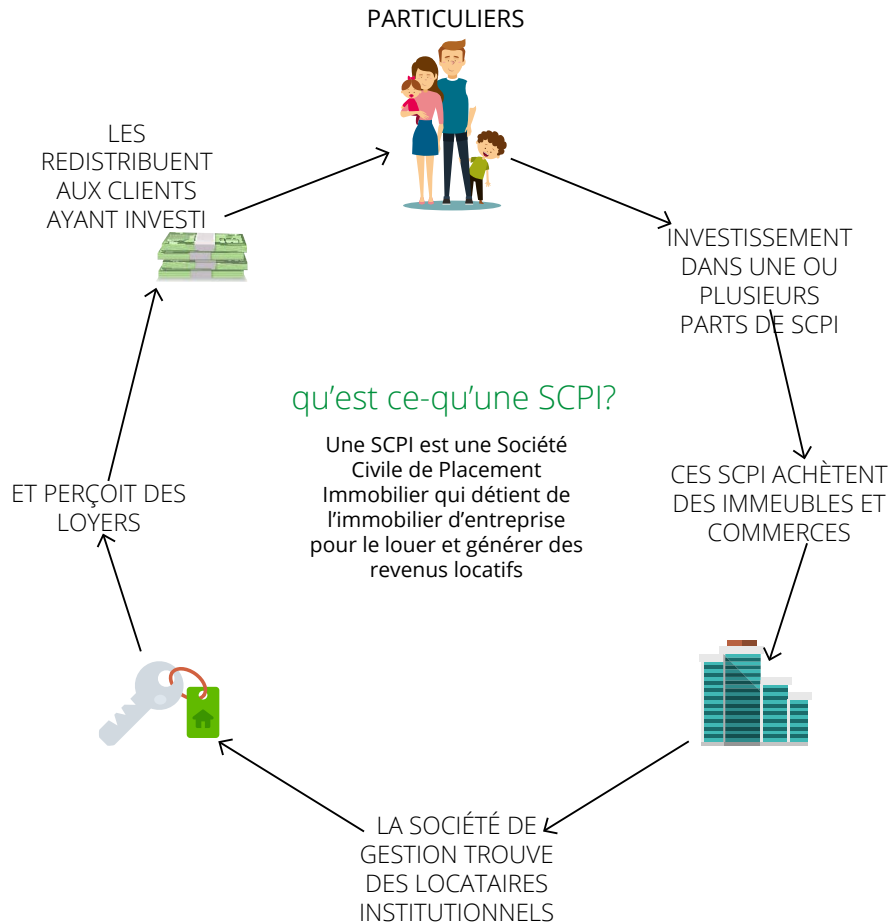 PARTICULIERS
LES
REDISTRIBUENT
AUX CLIENTS
AYANT INVESTI
INVESTISSEMENT
DANS UNE OU
PLUSIEURS
PARTS DE SCPI
qu’est ce-qu’une SCPI?
Une SCPI est une Société
Civile de Placement
Immobilier qui détient de
l’immobilier d’entreprise
pour le louer et générer des
revenus locatifs
CES SCPI ACHÈTENT
DES IMMEUBLES ET
COMMERCES
ET PERÇOIT DES
LOYERS
LA SOCIÉTÉ DE
GESTION TROUVE
DES LOCATAIRES
INSTITUTIONNELS